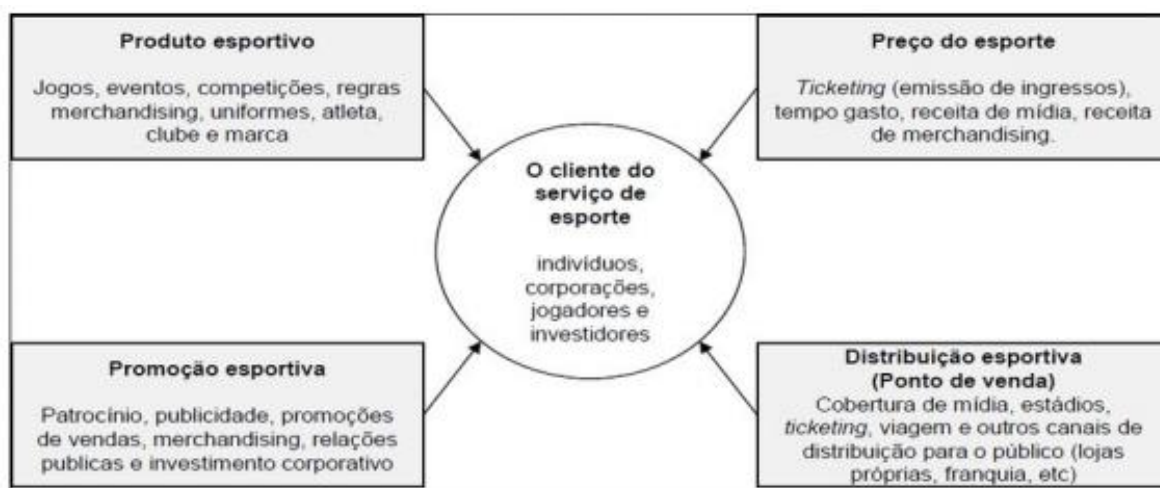 Produto esportivo
Jogos, eventos, competições, regras
merchandising, uniformes, atleta,
clube e marca
Preço do esporte
Ticketing (emissão de ingressos),
tempo gasto, receita de mídia, receita
de merchandising.
O cliente do
serviço de
esporte
indivíduos,
corporações,
jogadores e
investidores
Promoção esportiva
Patrocínio, publicidade, promoções
de vendas, merchandising, relações
publicas e investimento corporativo
Distribuição esportiva
(Ponto de venda)
Cobertura de mídia, estádios,
ticketing, viagem e outros canais de
distribuição para o público (lojas
próprias, franquia, etc)